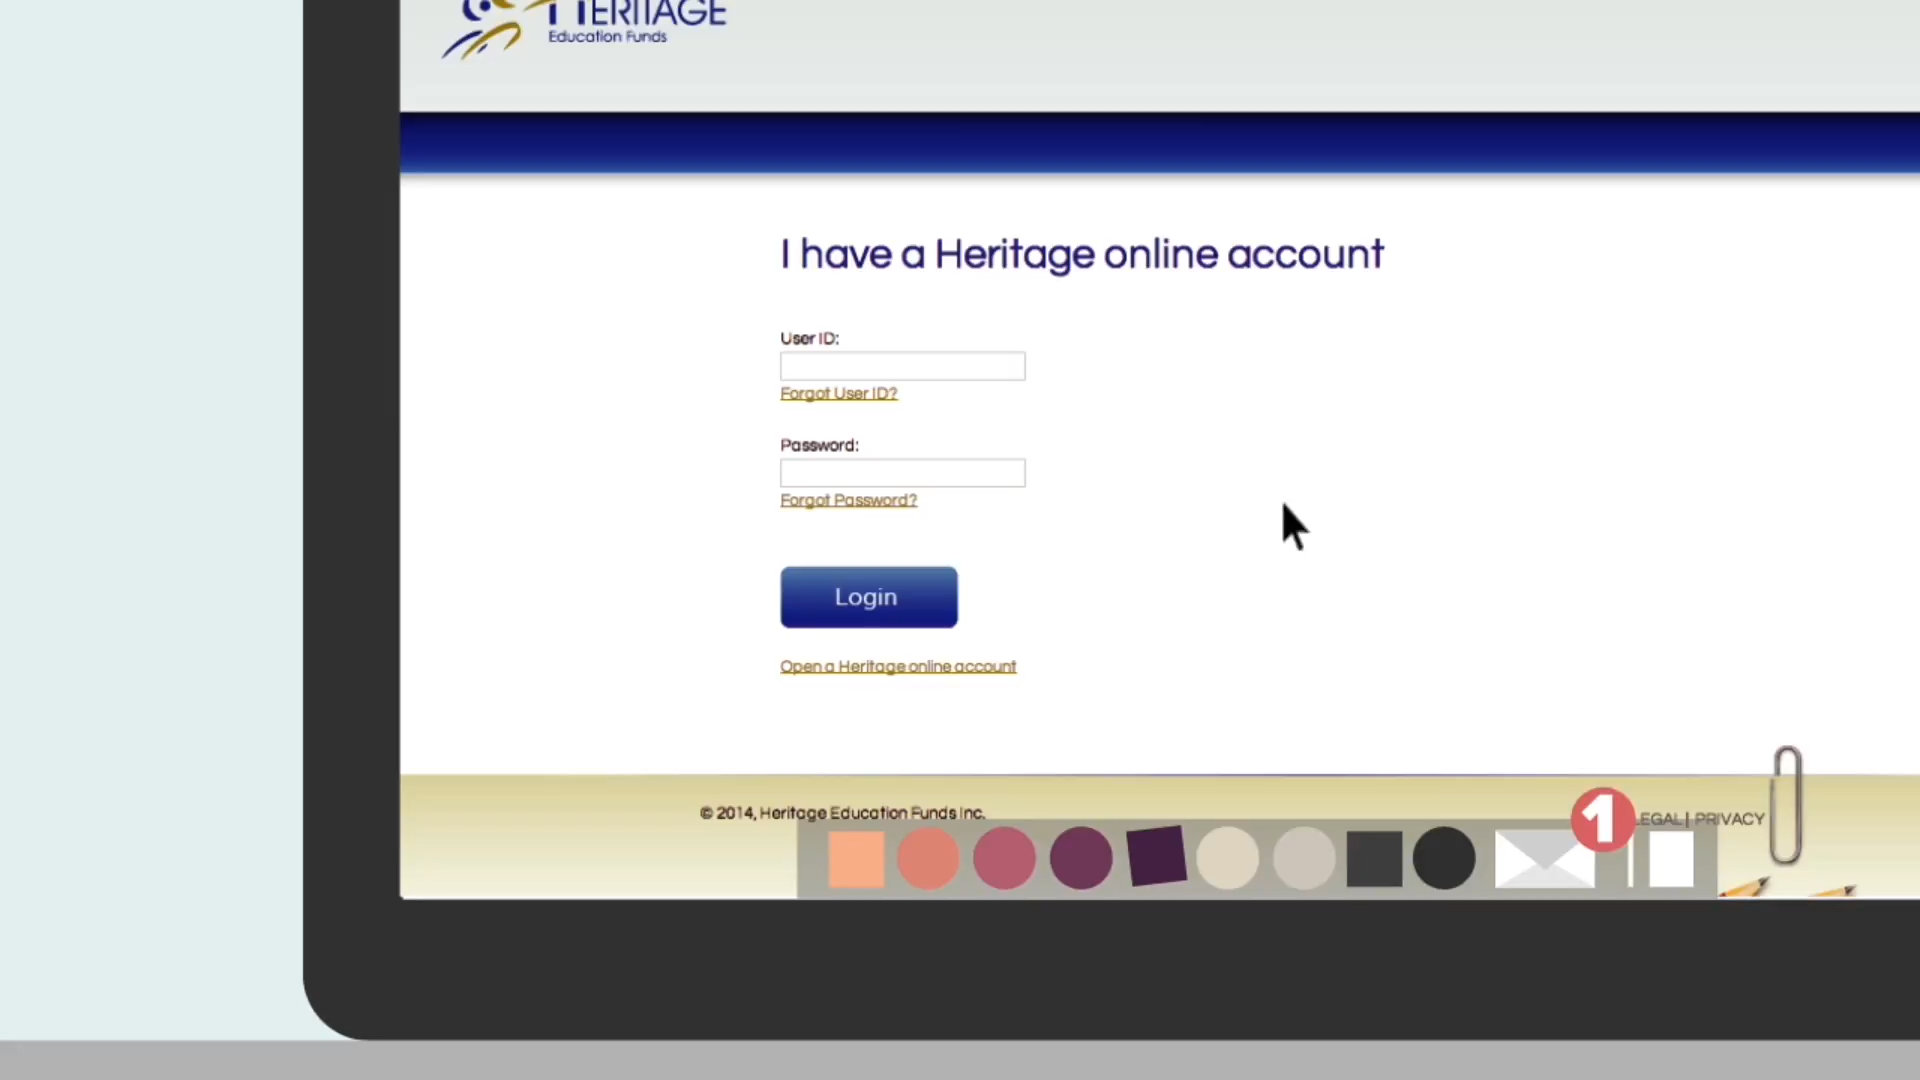 HERITAGE
Education Funds
I have a Heritage online account
User ID:
Forgot User ID?
Password:
Forgot Password?
Login
Open a Heritage online account
© 2014, Heritage Education Funds Inc.
EGAL | PRIVACY
1